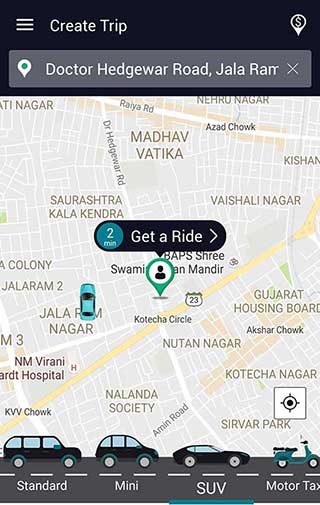 Create Trip
Doctor Hedgewar Road, Jala Ram
NEHRU NAGAR
ATI NAGAR
Raiya Rd
Azad Chowk
Dr Hedgewar Rd
MADHAV
VATIKA
KISHAN
SAURASHTRA
KALA KENDRA
VAISHALI NAGAR
2
min
Get a Ride
A COLONY
BAPS Shree
Swami
an Mandir
JALARAM 2
23
GUJARAT
HOUSING BOARD
JALA RAM
NAGAR
Kotecha Circle
Akshar Chowk
M 3
NUTAN NAGAR
NM Virani
ardt Hospital
KOTECHA NAGAR
NALANDA
SOCIETY
KVV Chowk
Amin Road
SIRVAR PARK
Standard
Mini
SUV
Motor Tax